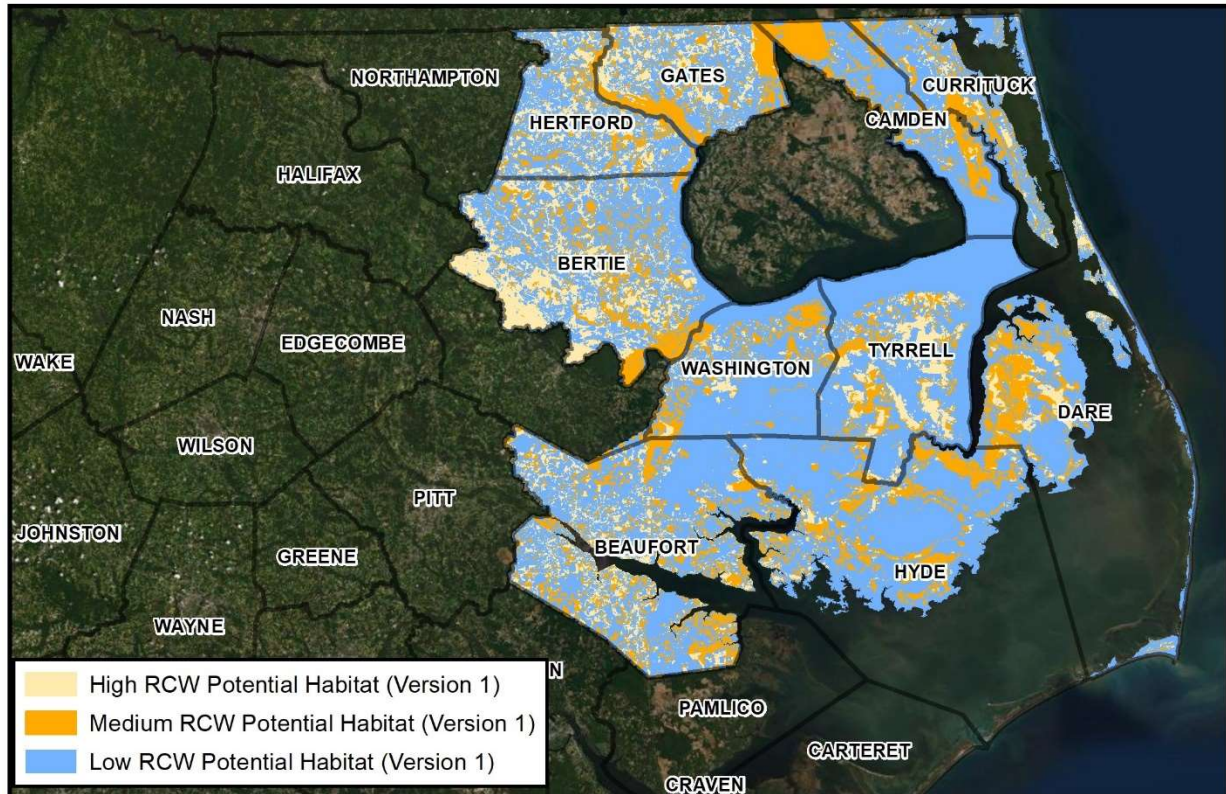 NORTHAMPTON
GATES
CURRITUCK
HERTFORD
CAMDEN
HALIFAX
BERTIE
NASH
EDGECOMBE
TYRRELL
WAKE
WASHINGTON
DARE
WILSON
PITT
JOHNSTON
BEAUFORT
GREENE
HYDE
WAYNE
N
PAMLICO
CARTERET
CRAVEN
High RCW Potential Habitat (Version 1)
Medium RCW Potential Habitat (Version 1)
Low RCW Potential Habitat (Version 1)